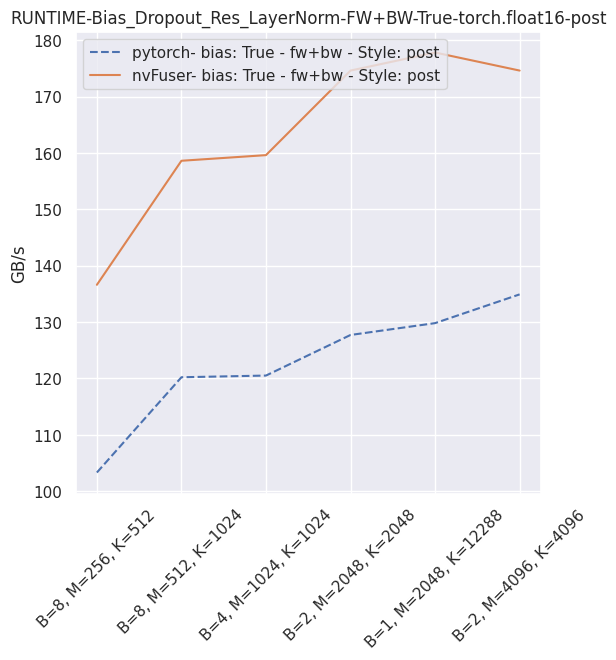 RUNTIME-Bias_Dropout_Res_LayerNorm-FW+BW-True-torch.float16-post
pytorch- bias: True - fw+bw - Style: post
nvFuser- bias: True - fw+bw - Style: post
180
170
160
150
140
130
120
110
100
GB/s
B=8, M=256, K=512
B=8, M=512, K=1024
B=4, M=1024, K=1024
B=2, M=2048, K=2048
B=1, M=2048, K=12288
B=2, M=4096, K=4096